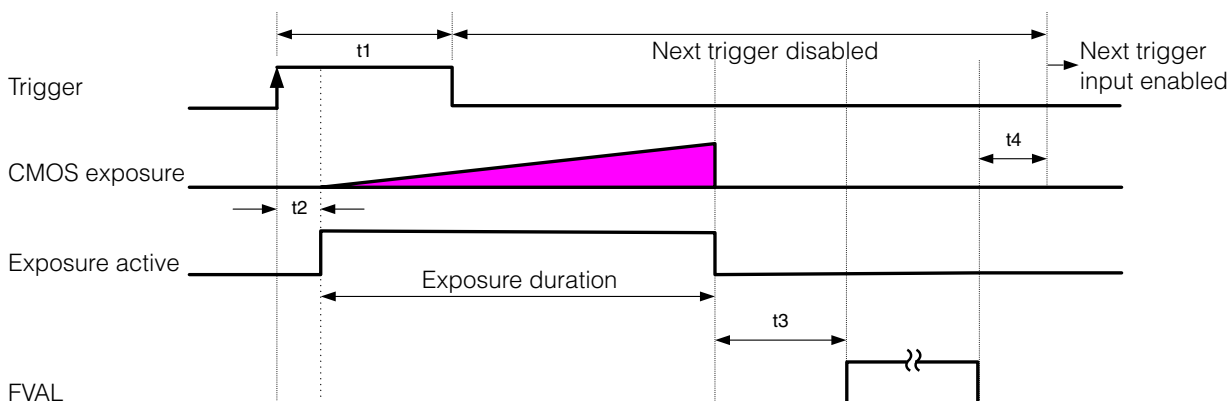 t1
Next trigger disabled
Next trigger
input enabled
Trigger
t4
CMOS exposure
t2
Exposure active
Exposure duration
t3
FVAL